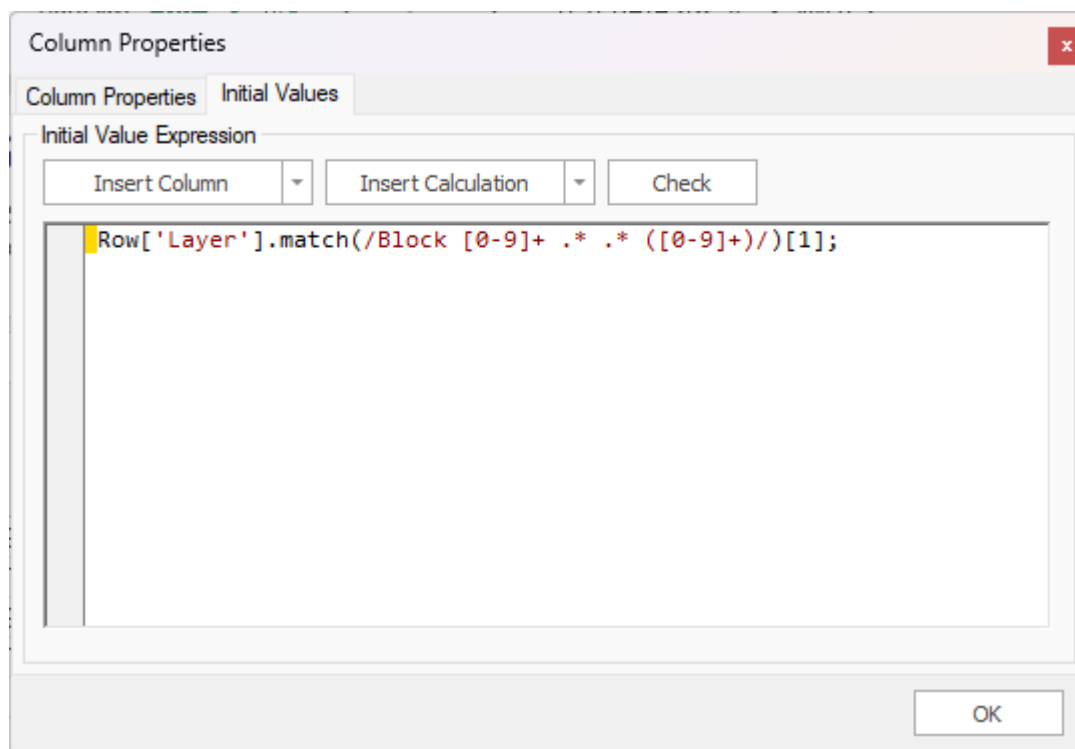 Column Properties
x
Column Properties Initial Values
Initial Value Expression
Insert Column Insert Calculation Check
Row['Layer'].match(/Block [0-9]+ .* .* ([0-9]+)/)[1];
OK